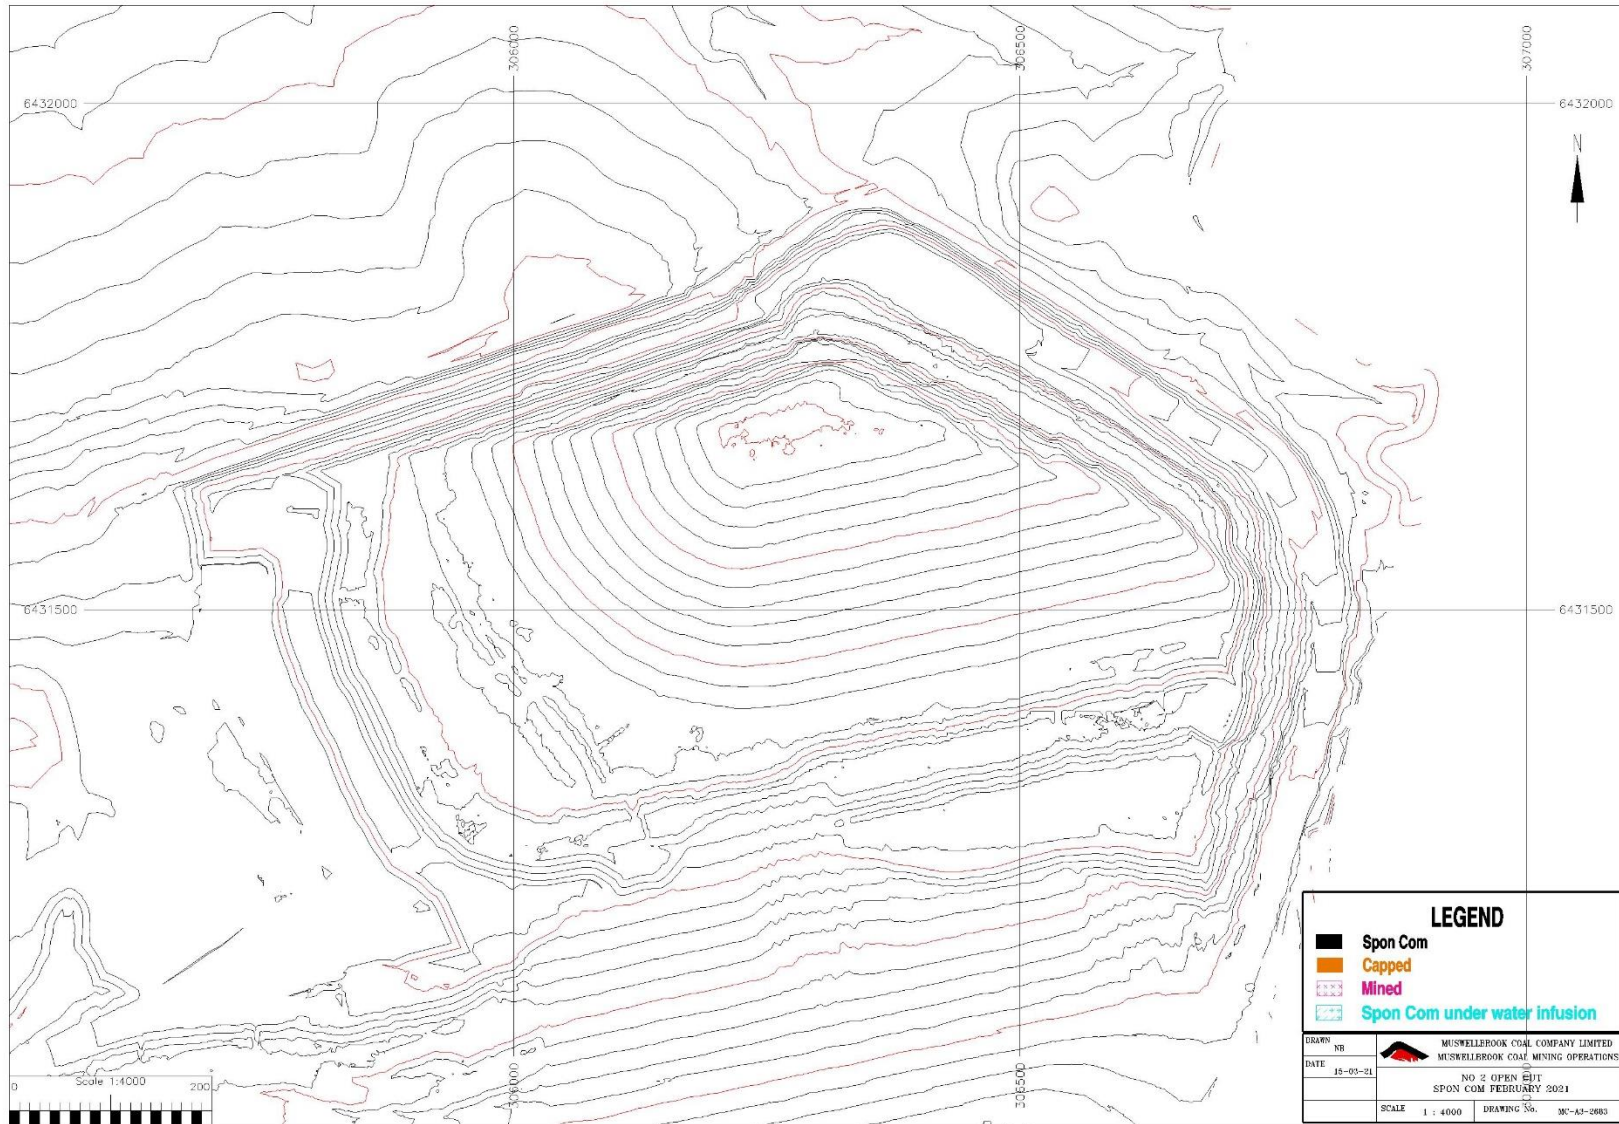 306000
306500
307000
6432000
6432000
N
6431500
6431500
LEGEND
Spon Com
Capped
Mined
Spon Com under water infusion
DRAWN
NB
DATE
15-03-21
MUSWELLBROOK COAL COMPANY LIMITED
MUSWELLBROOK COAL MINING OPERATIONS
NO 2 OPEN CUT
SPON COM FEBRUARY 2021
SCALE
1 : 4000
DRAWING No.
MC-A3-2683
0
Scale 1:4000
200
306000
306500